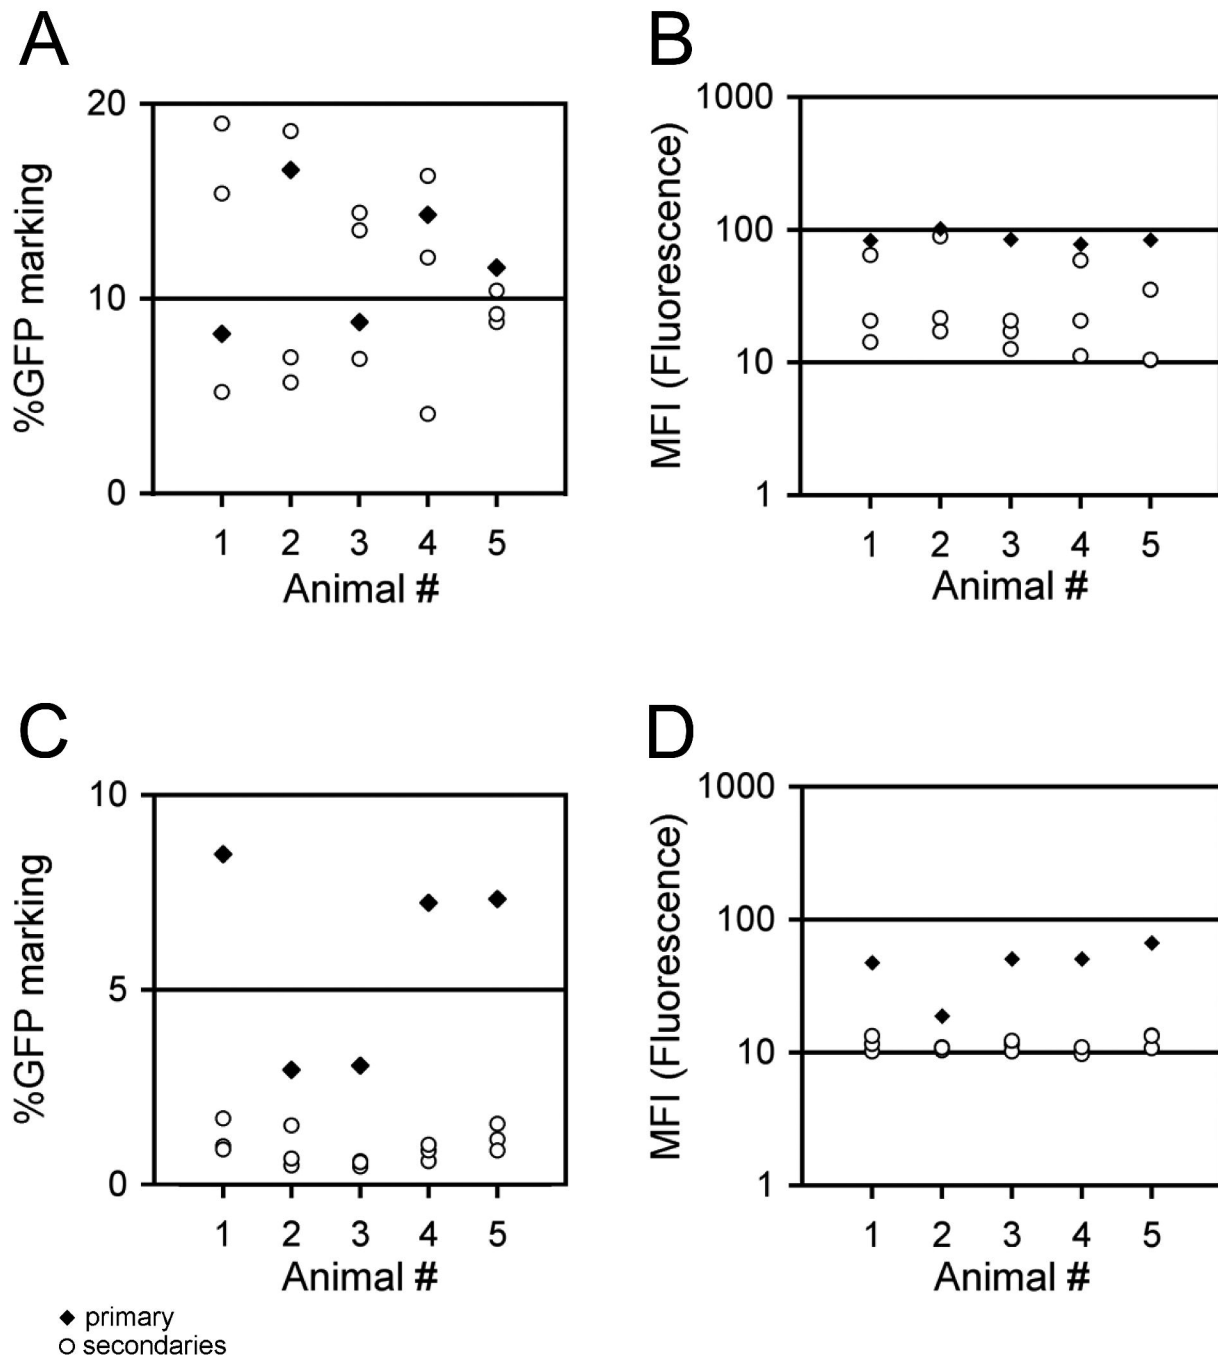 A
20
10
0
%GFP marking
1 2 3 4 5
Animal #
B
1000
100
10
1
MFI (Fluorescence)
1 2 3 4 5
Animal #
C
10
5
0
%GFP marking
1 2 3 4 5
Animal #
D
1000
100
10
1
MFI (Fluorescence)
1 2 3 4 5
Animal #
primary
secondaries